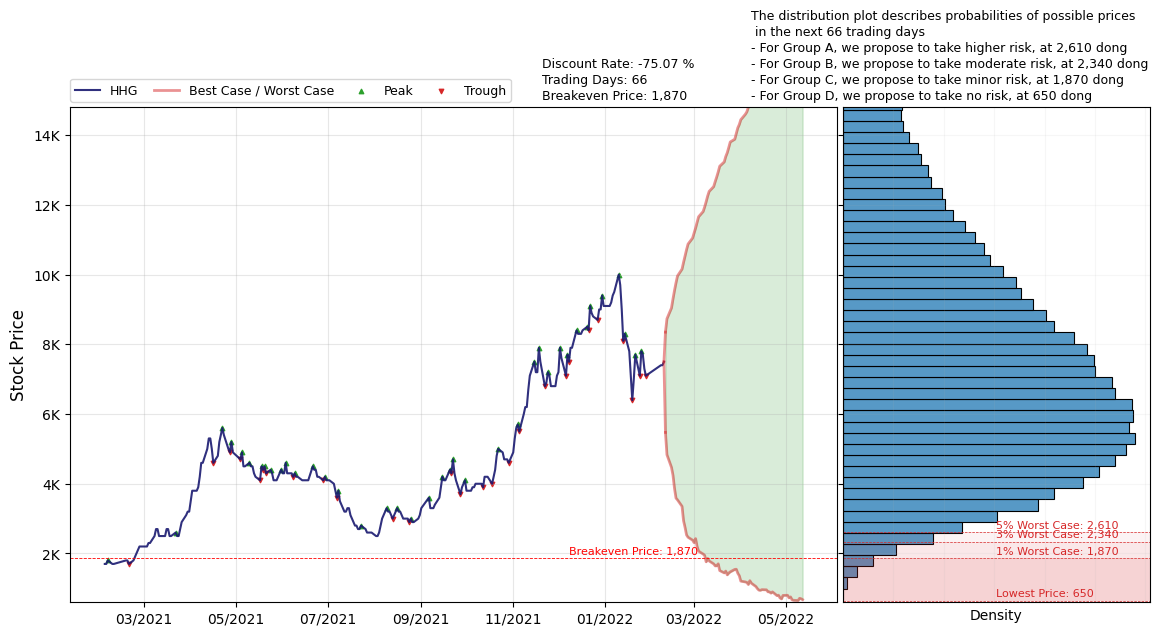 The distribution plot describes probabilities of possible prices
in the next 66 trading days
- For Group A, we propose to take higher risk, at 2,610 dong
- For Group B, we propose to take moderate risk, at 2,340 dong
- For Group C, we propose to take minor risk, at 1,870 dong
- For Group D, we propose to take no risk, at 650 dong
Discount Rate: -75.07 %
Trading Days: 66
Breakeven Price: 1,870
HHG
Best Case / Worst Case
Peak
Trough
Stock Price
14K
12K
10K
8K
6K
4K
2K
Breakeven Price: 1,870
03/2021
05/2021
07/2021
09/2021
11/2021
01/2022
03/2022
05/2022
5% Worst Case: 2,610
3% Worst Case: 2,340
1% Worst Case: 1,870
Lowest Price: 650
Density